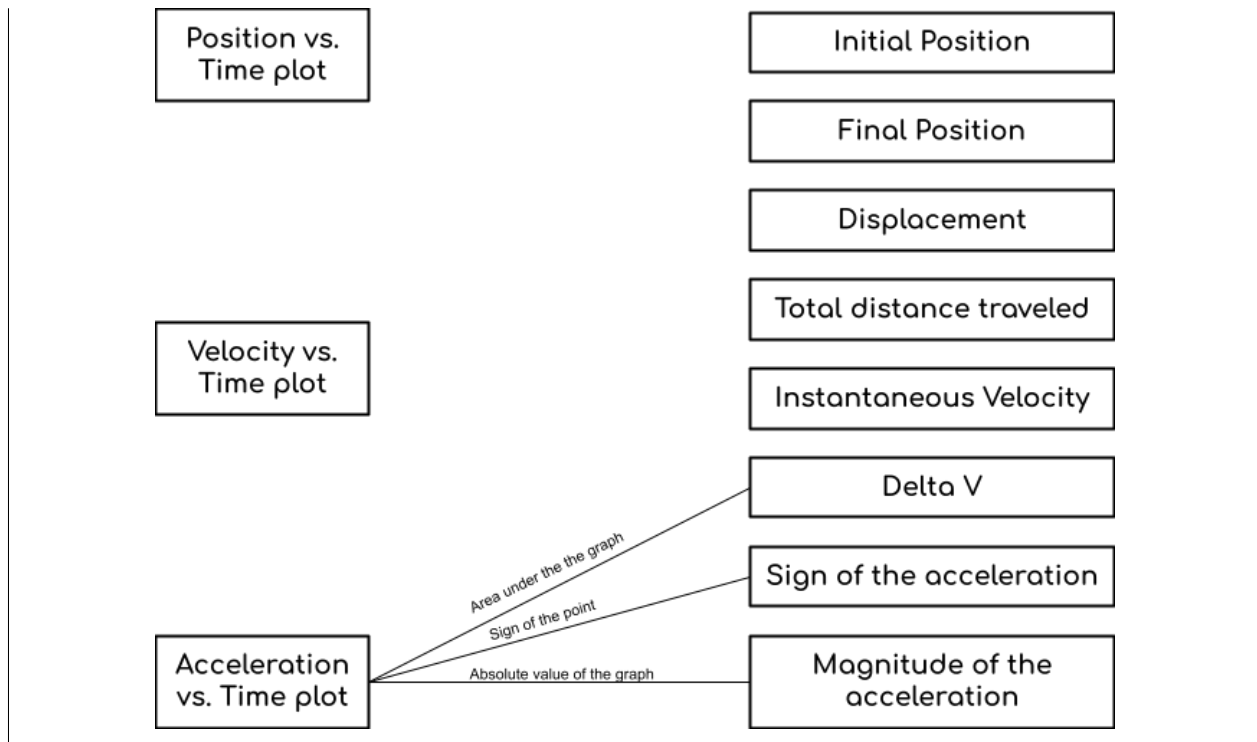 Position vs.
Time plot
Velocity vs.
Time plot
Acceleration
vs. Time plot
Area under the the graph
Sign of the point
Absolute value of the graph
Initial Position
Final Position
Displacement
Total distance traveled
Instantaneous Velocity
Delta V
Sign of the acceleration
Magnitude of the
acceleration